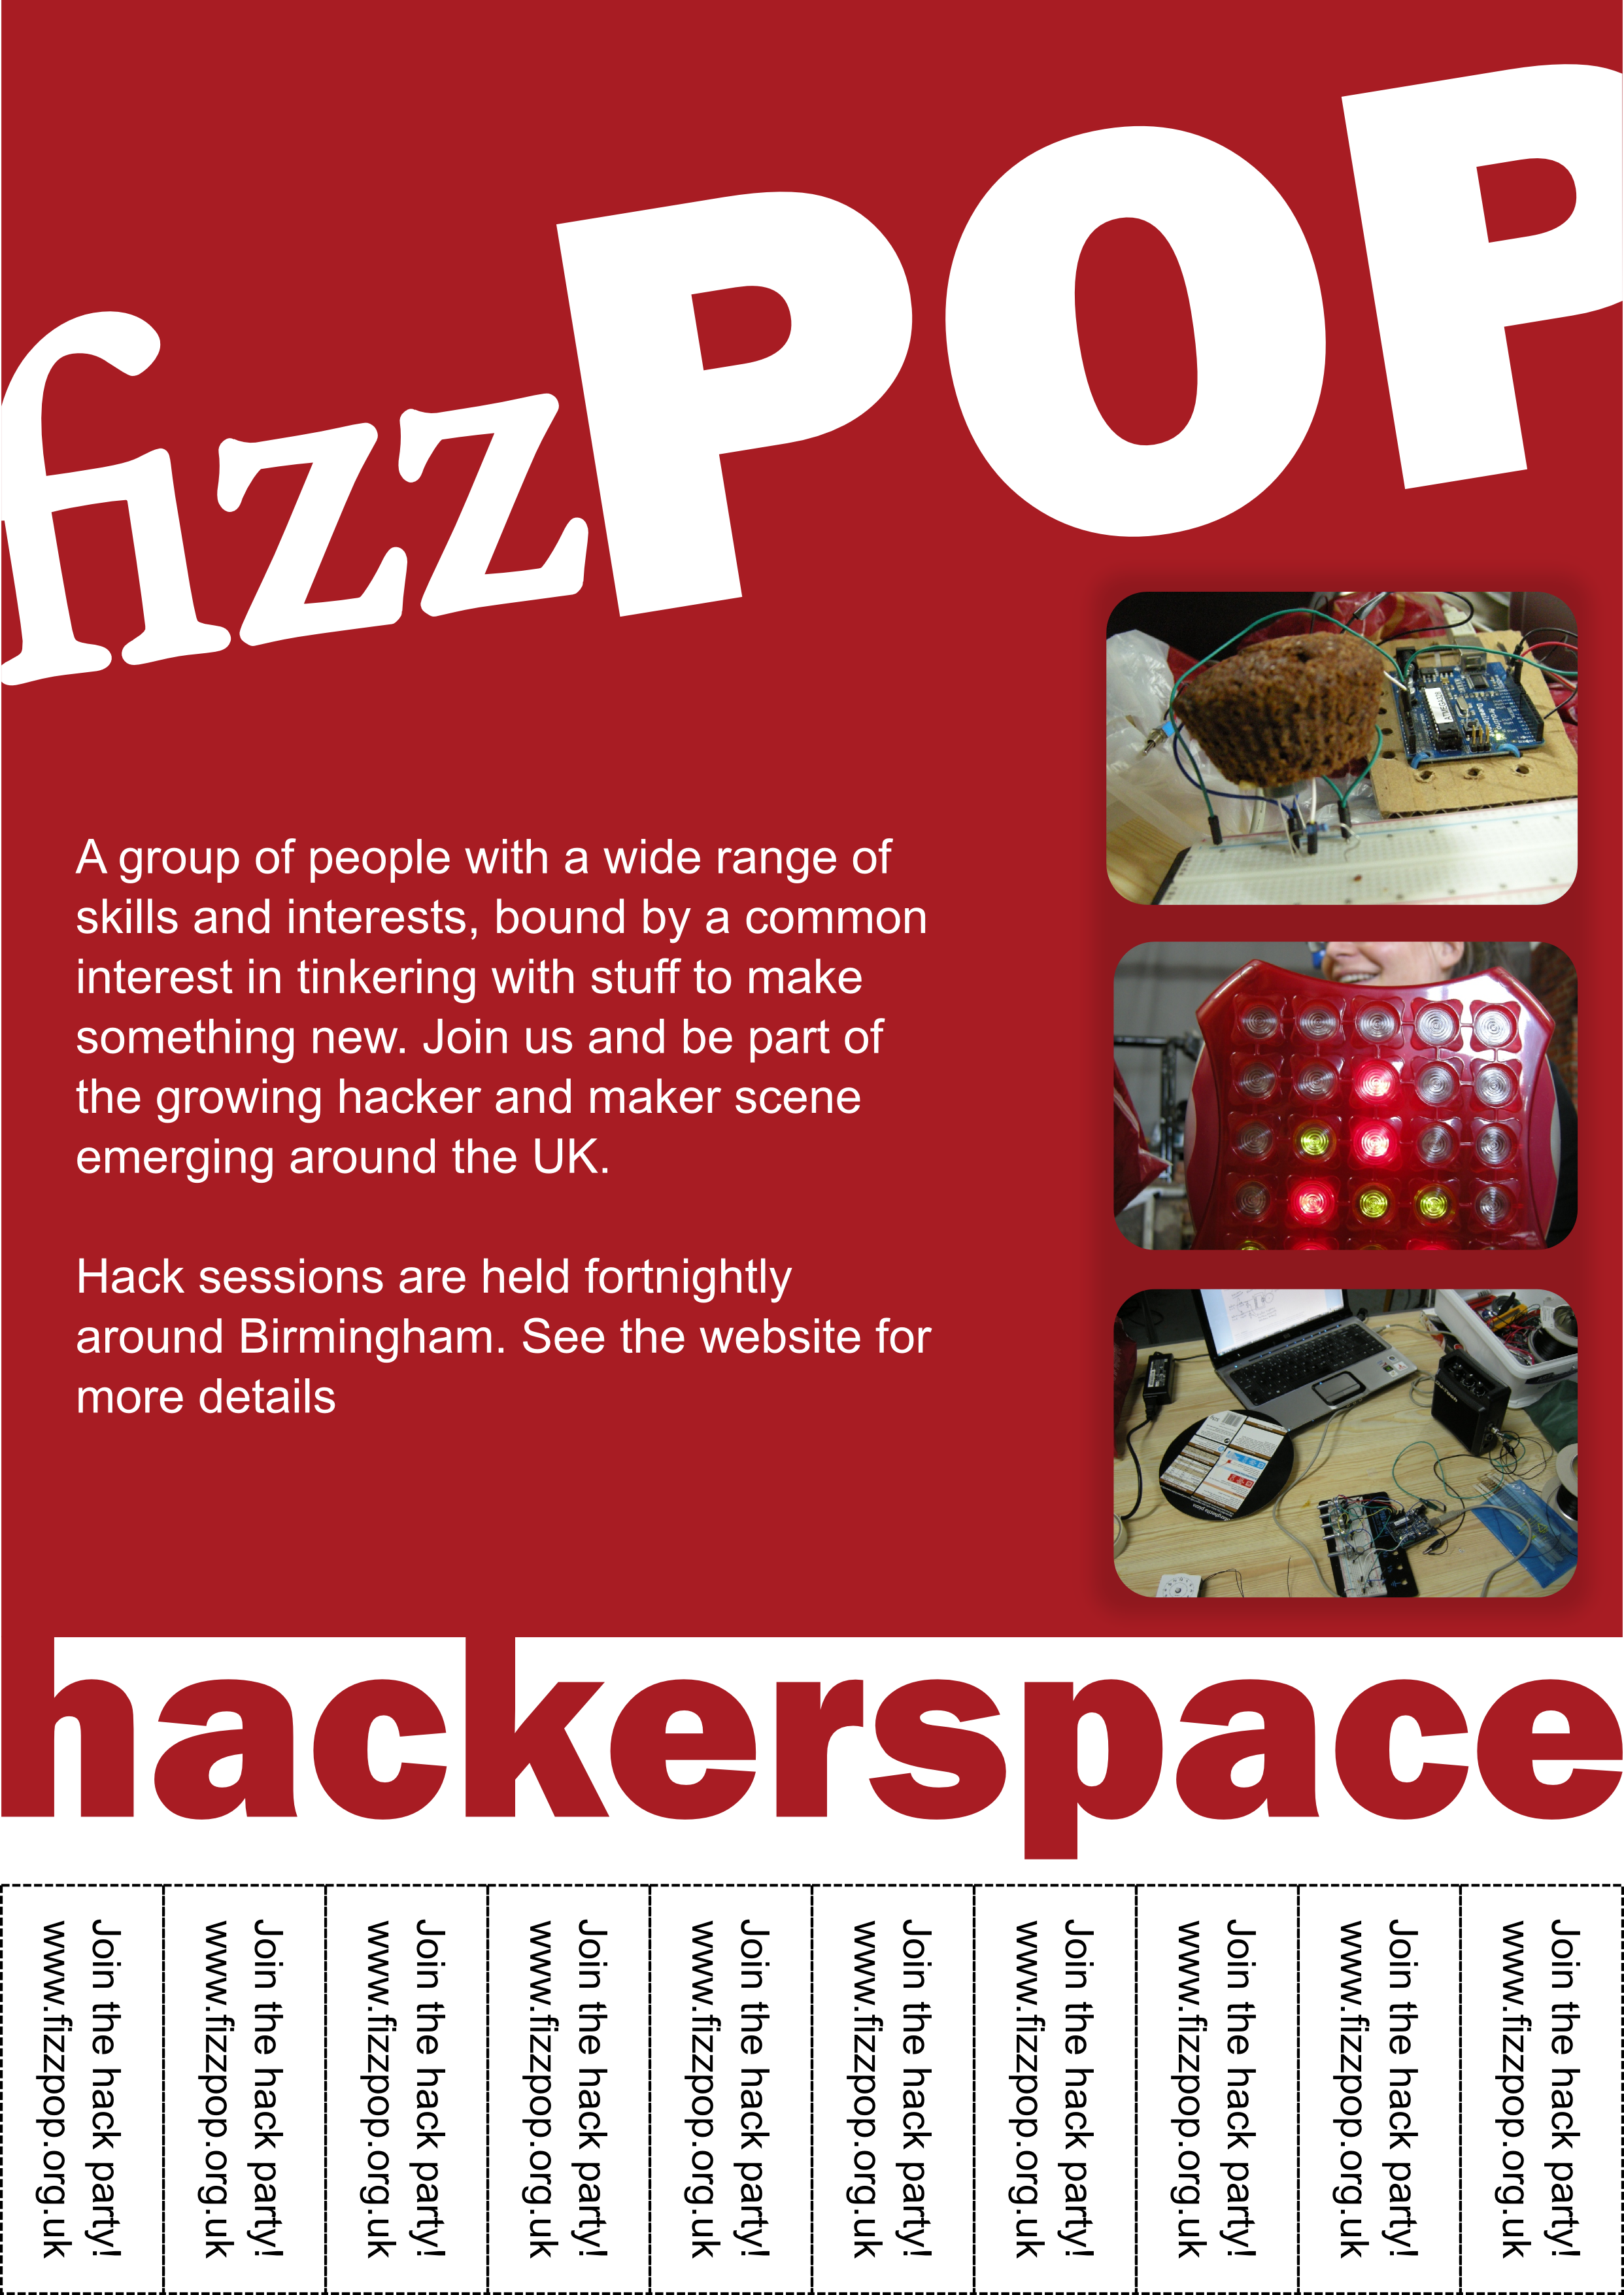 fizzPOP
A group of people with a wide range of
skills and interests, bound by a common
interest in tinkering with stuff to make
something new. Join us and be part of
the growing hacker and maker scene
emerging around the UK.
Hack sessions are held fortnightly
around Birmingham. See the website for
more details
hackerspace
Join the hack party!
www.fizzpop.org.uk
Join the hack party!
www.fizzpop.org.uk
Join the hack party!
www.fizzpop.org.uk
Join the hack party!
www.fizzpop.org.uk
Join the hack party!
www.fizzpop.org.uk
Join the hack party!
www.fizzpop.org.uk
Join the hack party!
www.fizzpop.org.uk
Join the hack party!
www.fizzpop.org.uk
Join the hack party!
www.fizzpop.org.uk
Join the hack party!
www.fizzpop.org.uk